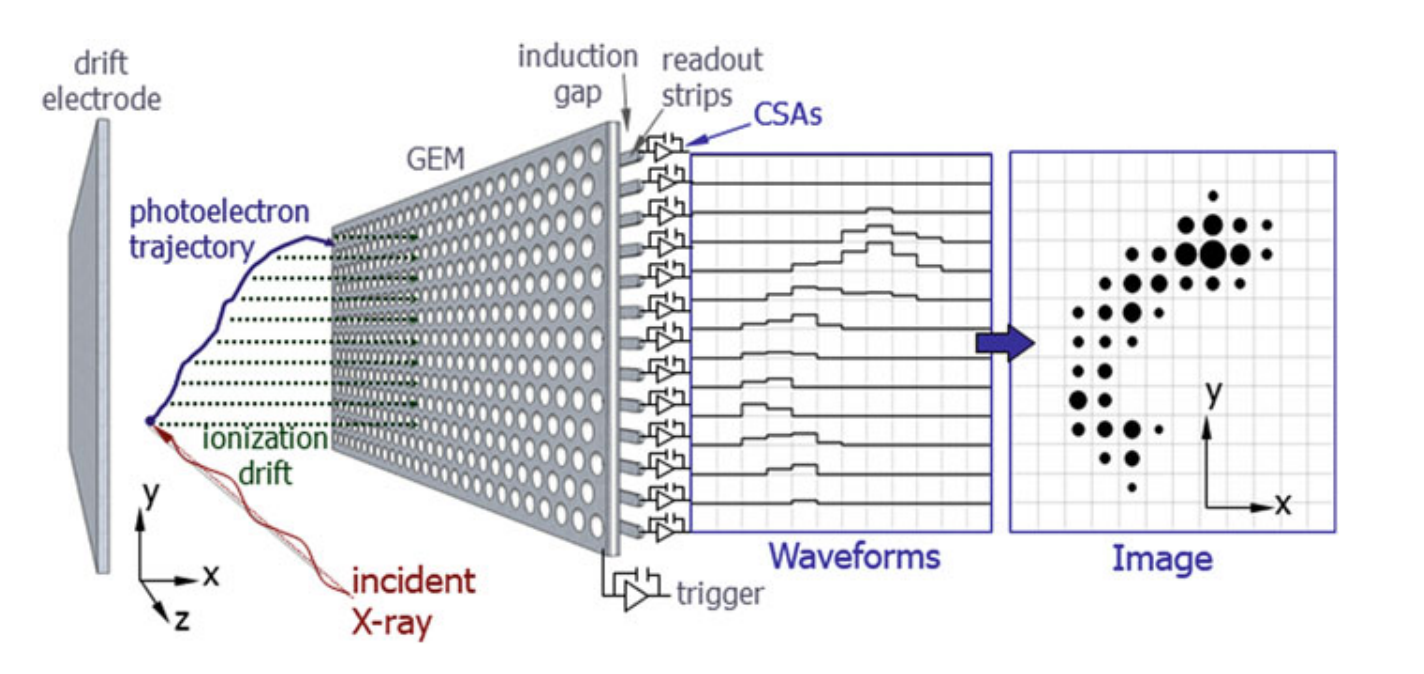 drift
electrode
induction
gap
readout
strips
CSAs
GEM
photoelectron
trajectory
ionization
drift
y
x
z
incident
X-ray
trigger
Waveforms
y
x
Image